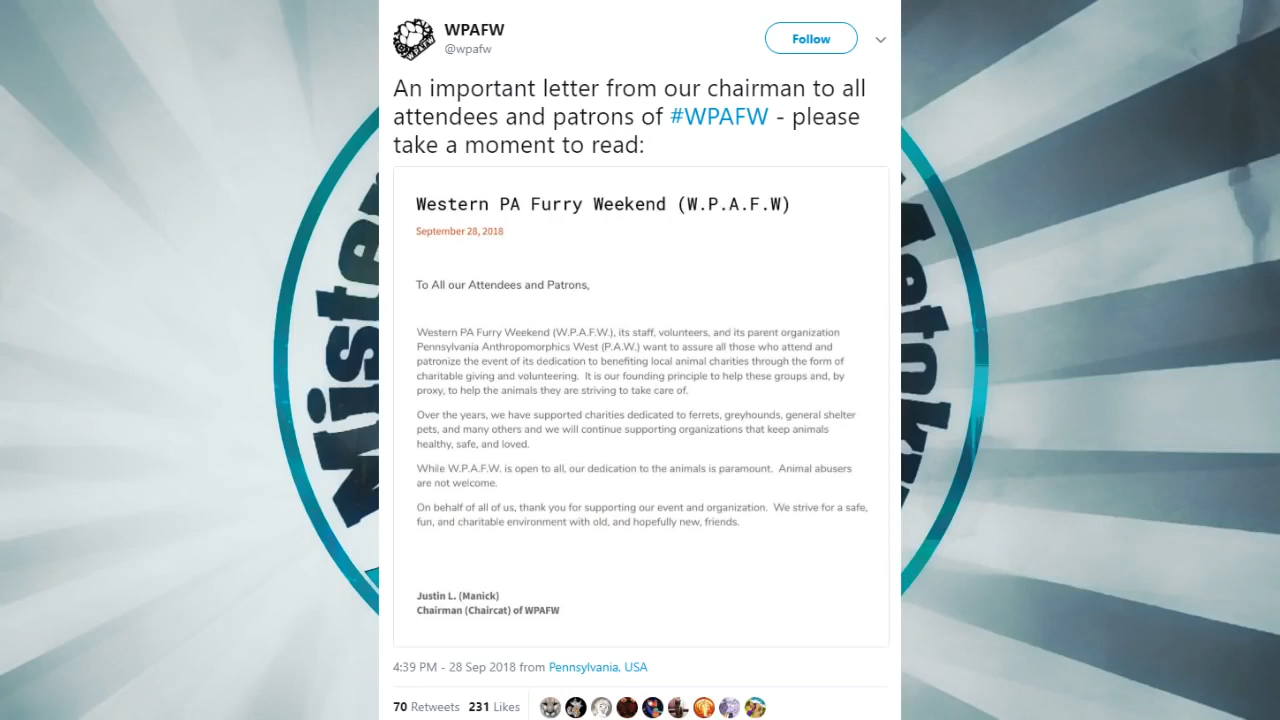 WPAFW
@wpafw
Follow
An important letter from our chairman to all
attendees and patrons of #WPAFW - please
take a moment to read:
Western PA Furry Weekend (W.P.A.F.W)
September 28, 2018
To All our Attendees and Patrons,
Western PA Furry Weekend (W.P.A.F.W.), its staff, volunteers, and its parent organization
Pennsylvania Anthropomorphics West (P.A.W.) want to assure all those who attend and
patronize the event of its dedication to benefiting local animal charities through the form of
charitable giving and volunteering. It is our founding principle to help these groups and, by
proxy, to help the animals they are striving to take care of.
Over the years, we have supported charities dedicated to ferrets, greyhounds, general shelter
pets, and many others and we will continue supporting organizations that keep animals
healthy, safe, and loved.
While W.P.A.F.W. is open to all, our dedication to the animals is paramount. Animal abusers
are not welcome.
On behalf of all of us, thank you for supporting our event and organization. We strive for a safe,
fun, and charitable environment with old, and hopefully new, friends.
Justin L. (Manick)
Chairman (Chaircat) of WPAFW
4:39 PM - 28 Sep 2018 from Pennsylvania, USA
70 Retweets 231 Likes
Mister